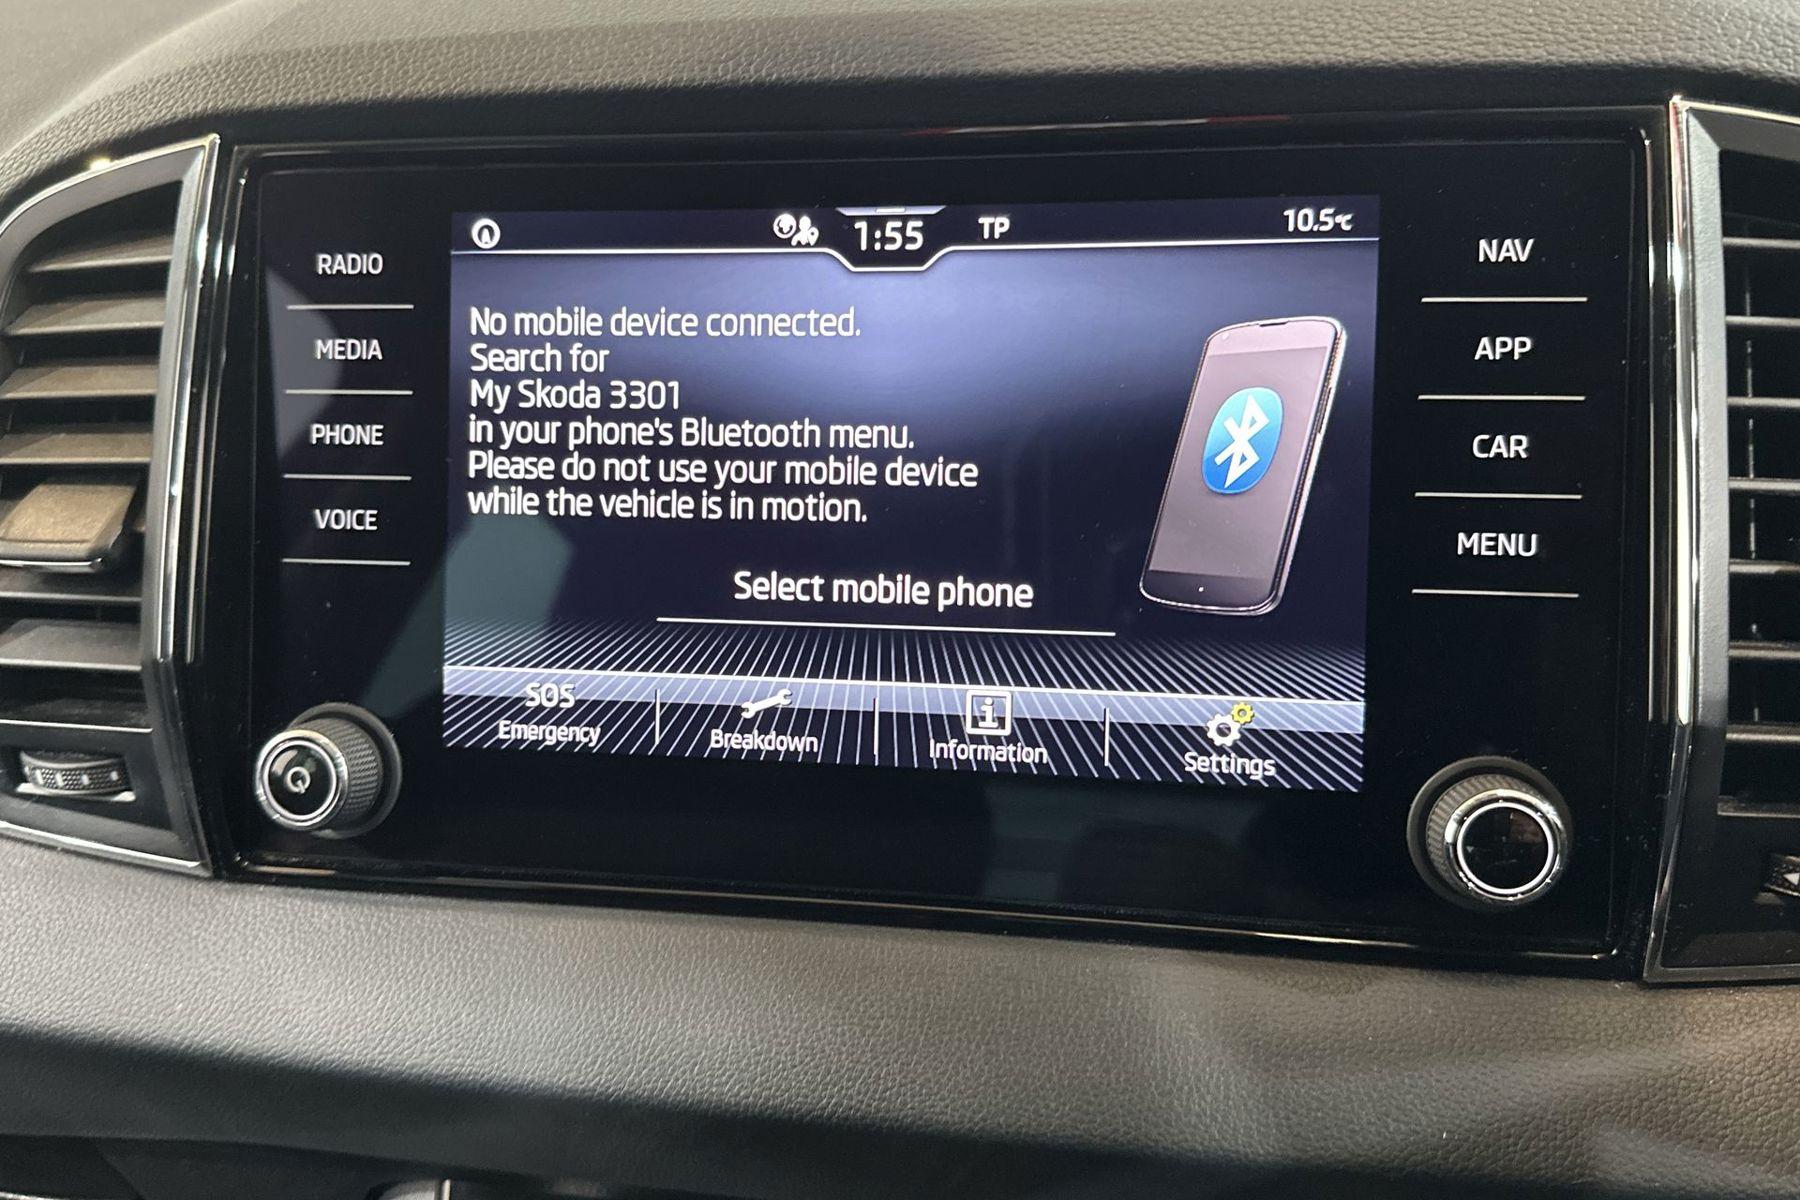 RADIO
MEDIA
PHONE
VOICE
1:55
TP
10.5°C
No mobile device connected.
Search for
My Skoda 3301
in your phone's Bluetooth menu.
Please do not use your mobile device
while the vehicle is in motion.
Select mobile phone
SOS
Emergency
Breakdown
Information
Settings
NAV
APP
CAR
MENU